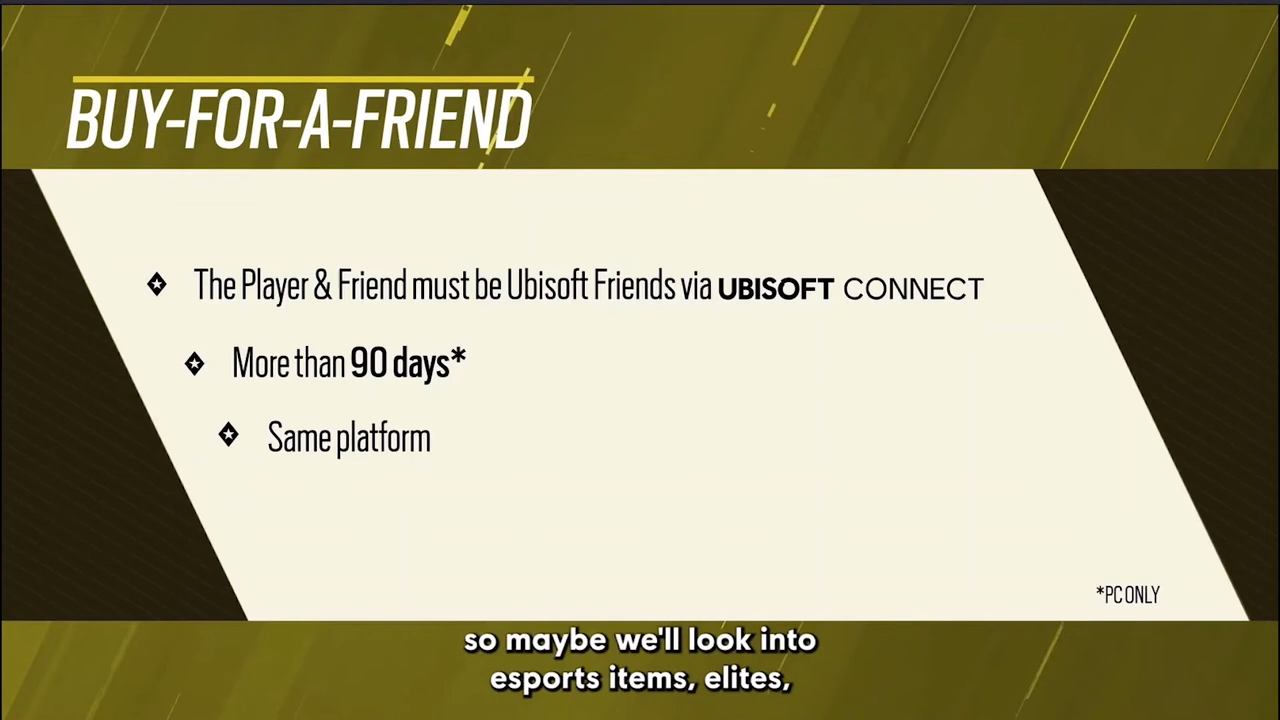 BUY-FOR-A-FRIEND
The Player & Friend must be Ubisoft Friends via UBISOFT CONNECT
More than 90 days*
Same platform
*PC ONLY
so maybe we'll look into
esports items, elites,